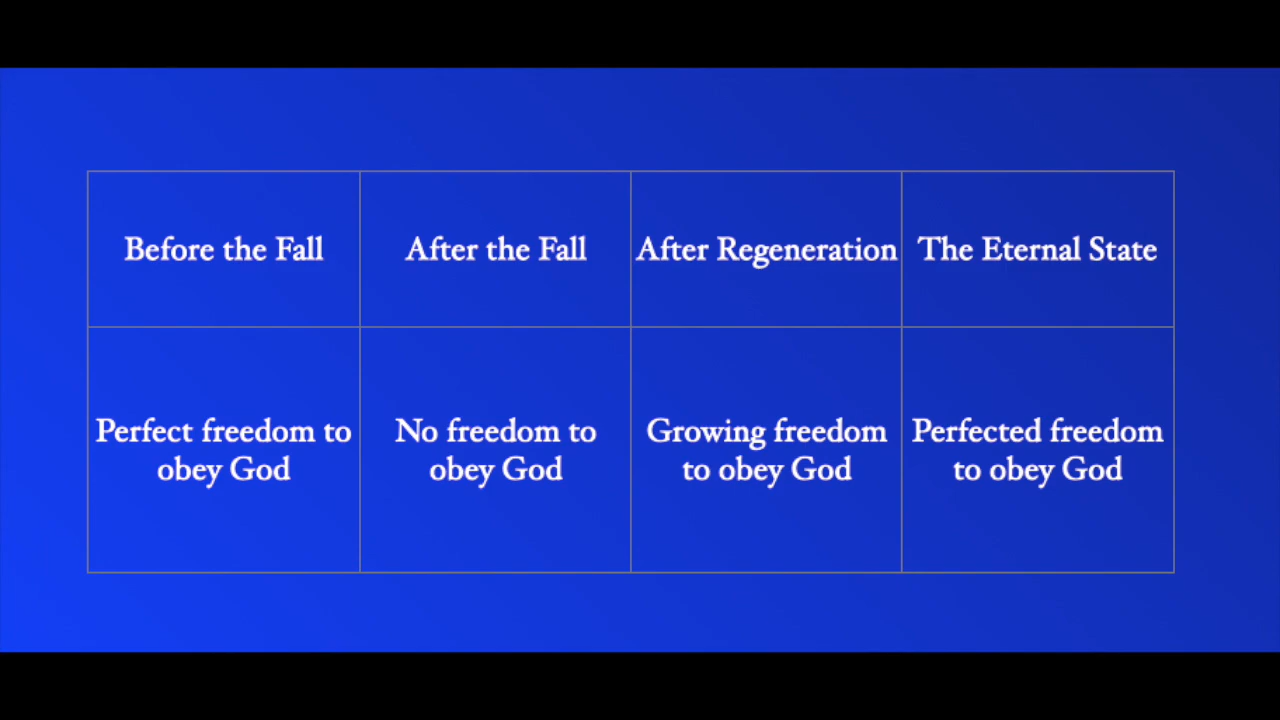 Before the Fall
After the Fall
After Regeneration
The Eternal State
Perfect freedom to
obey God
No freedom to
obey God
Growing freedom
to obey God
Perfected freedom
to obey God